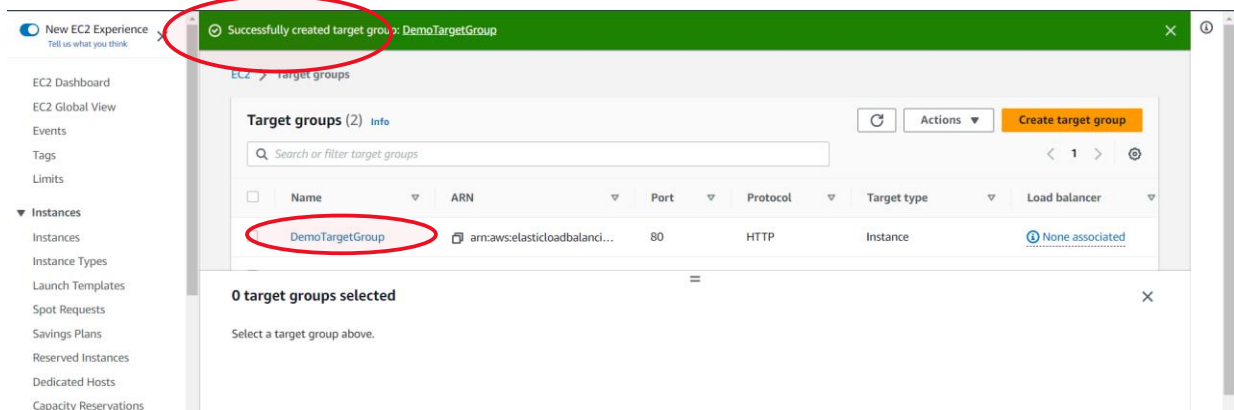 New EC2 Experience
Tell us what you think
Successfully created target group: DemoTargetGroup
EC2 > Target groups
EC2 Dashboard
EC2 Global View
Events
Tags
Limits
Instances
Instances
Instance Types
Launch Templates
Spot Requests
Savings Plans
Reserved Instances
Dedicated Hosts
Capacity Reservations
Target groups (2) Info
Actions
Create target group
Search or filter target groups
1
Name ARN Port Protocol Target type Load balancer
DemoTargetGroup arn:aws:elasticloadbalanci... 80 HTTP Instance None associated
0 target groups selected
Select a target group above.